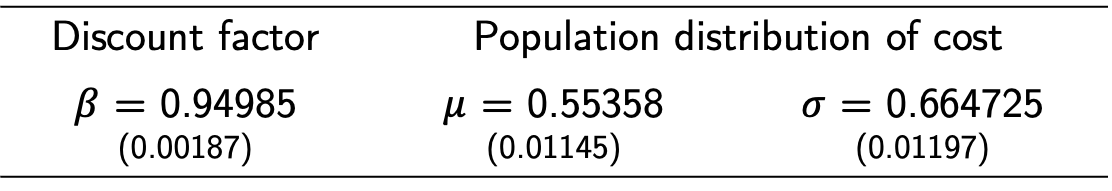 Discount factor Population distribution of cost
β = 0.94985 μ = 0.55358 σ = 0.664725
(0.00187) (0.01145) (0.01197)